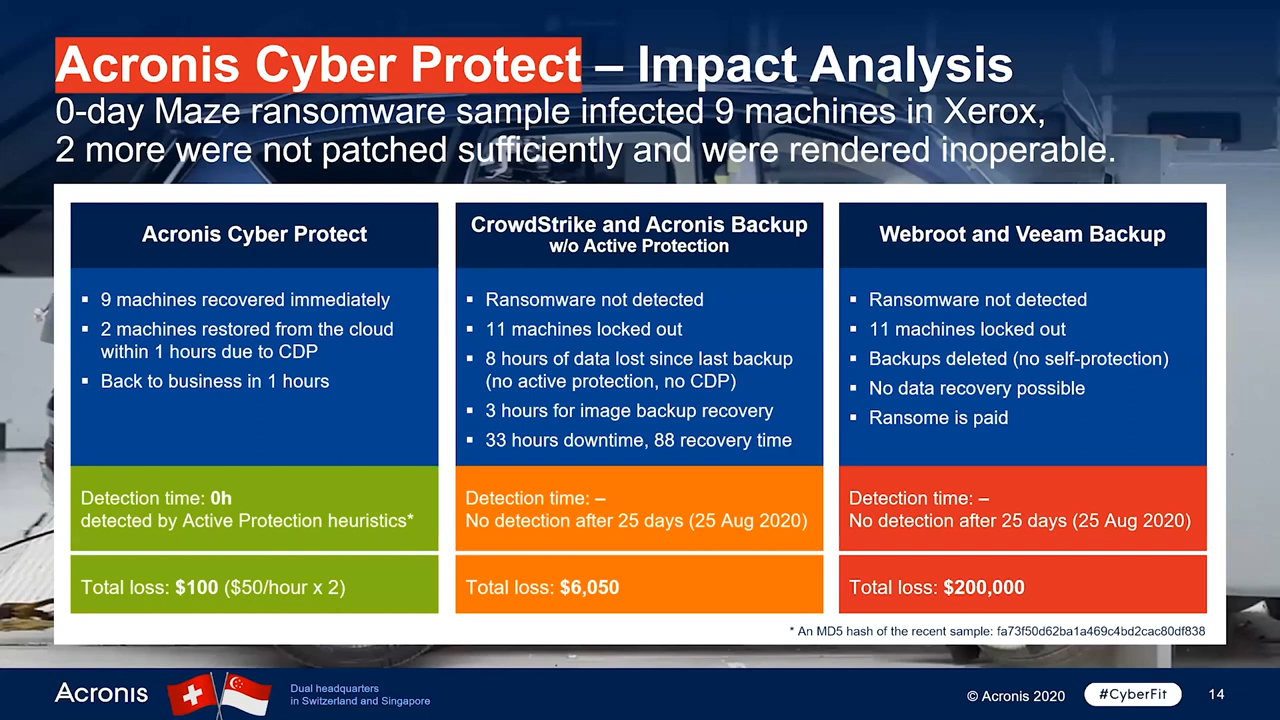 Acronis Cyber Protect – Impact Analysis
0-day Maze ransomware sample infected 9 machines in Xerox,
2 more were not patched sufficiently and were rendered inoperable.
Acronis Cyber Protect
▪ 9 machines recovered immediately
▪ 2 machines restored from the cloud
within 1 hours due to CDP
▪ Back to business in 1 hours
Detection time: 0h
detected by Active Protection heuristics*
Total loss: $100 ($50/hour x 2)
CrowdStrike and Acronis Backup
w/o Active Protection
▪ Ransomware not detected
▪ 11 machines locked out
▪ 8 hours of data lost since last backup
(no active protection, no CDP)
▪ 3 hours for image backup recovery
▪ 33 hours downtime, 88 recovery time
Detection time: –
No detection after 25 days (25 Aug 2020)
Total loss: $6,050
Webroot and Veeam Backup
▪ Ransomware not detected
▪ 11 machines locked out
▪ Backups deleted (no self-protection)
▪ No data recovery possible
▪ Ransome is paid
Detection time: –
No detection after 25 days (25 Aug 2020)
Total loss: $200,000
* An MD5 hash of the recent sample: fa73f50d62ba1a469c4bd2cac80df838
Acronis
Dual headquarters
in Switzerland and Singapore
© Acronis 2020
#CyberFit
14